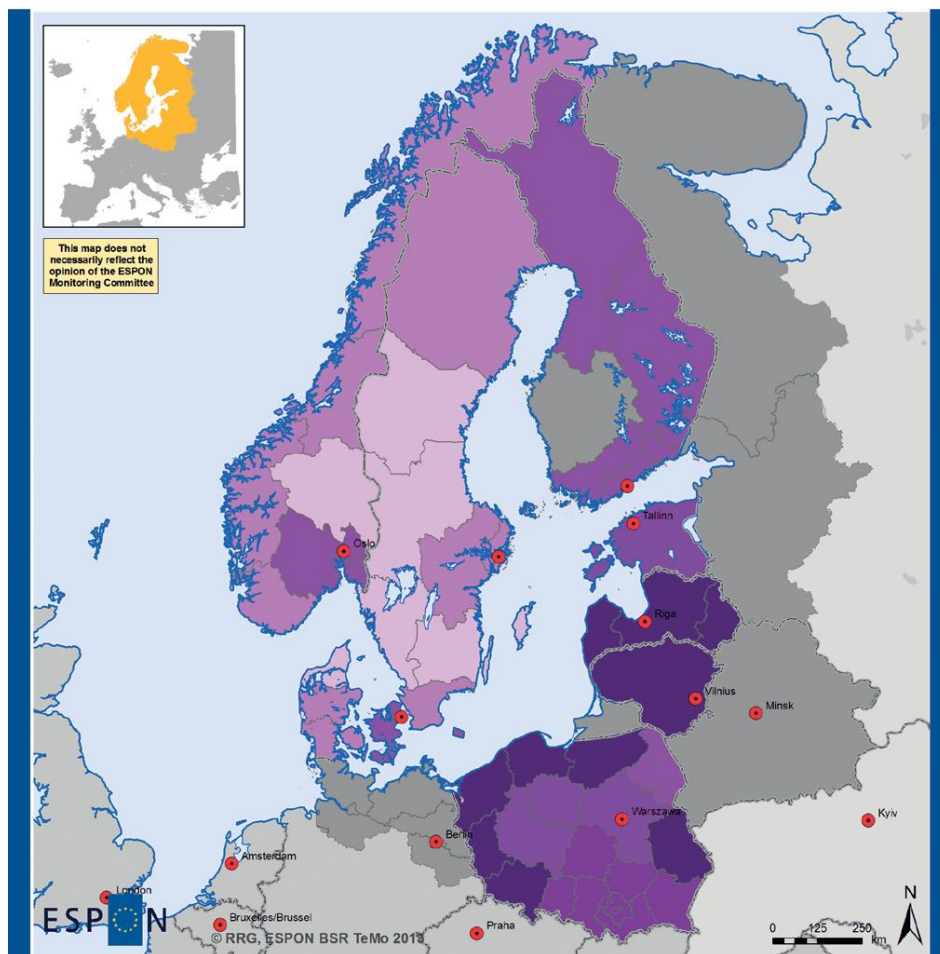 This map does not
necessarily reflect the
opinion of the ESPON
Monitoring Committee
Oslo
Tallinn
Riga
Vilnius
Minsk
Warszawa
Kyiv
Berlin
Amsterdam
London
Bruxelles/Brussel
Praha
ESPON
© RRG, ESPON BSR TeMo 2013
N
0 125 250
km